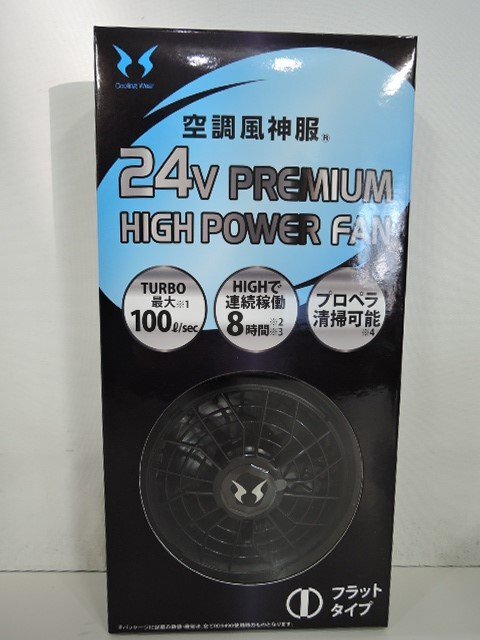 Cooling Wear
空調風神服®
24V PREMIUM
HIGH POWER FAN
TURBO
最大※1
100ℓ/sec
HIGHで
連続稼働
8時間※2※3
プロペラ
清掃可能
※4
フラット
タイプ